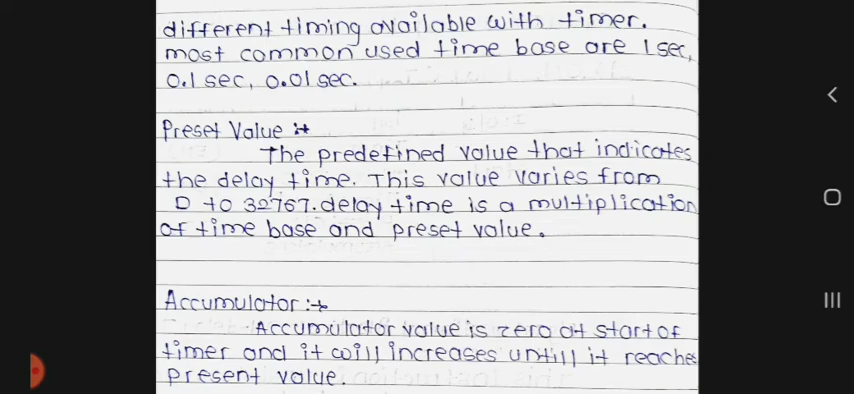 different timing available with timer.
most common used time base are 1 sec,
0.1 sec, 0.01 sec.
Preset Value :→
The predefined value that indicates
the delay time. This value varies from
0 to 32767. delay time is a multiplication
of time base and preset value.
Accumulator :→
Accumulator value is zero at start of
timer and it will increases untill it reaches
present value.